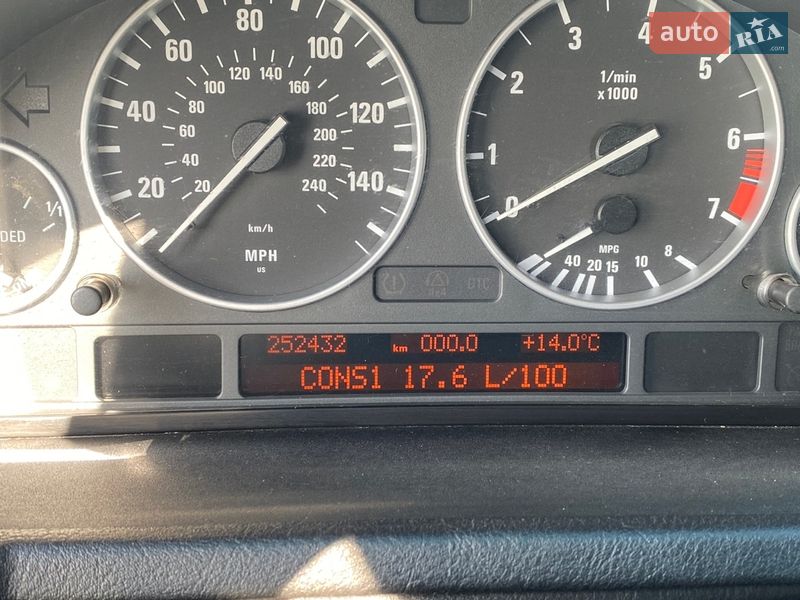 auto RIA .com
20 40 60 80 100 120 140
20 40 60 80 100 120 140 160 180 200 220 240
km/h
MPH
US
0 1 2 3 4 5 6 7
1/min
x1000
MPG
40 20 15 10 8
DED
1/1
DTC
252432 km 000.0 +14.0°C
CONS1 17.6 L/100